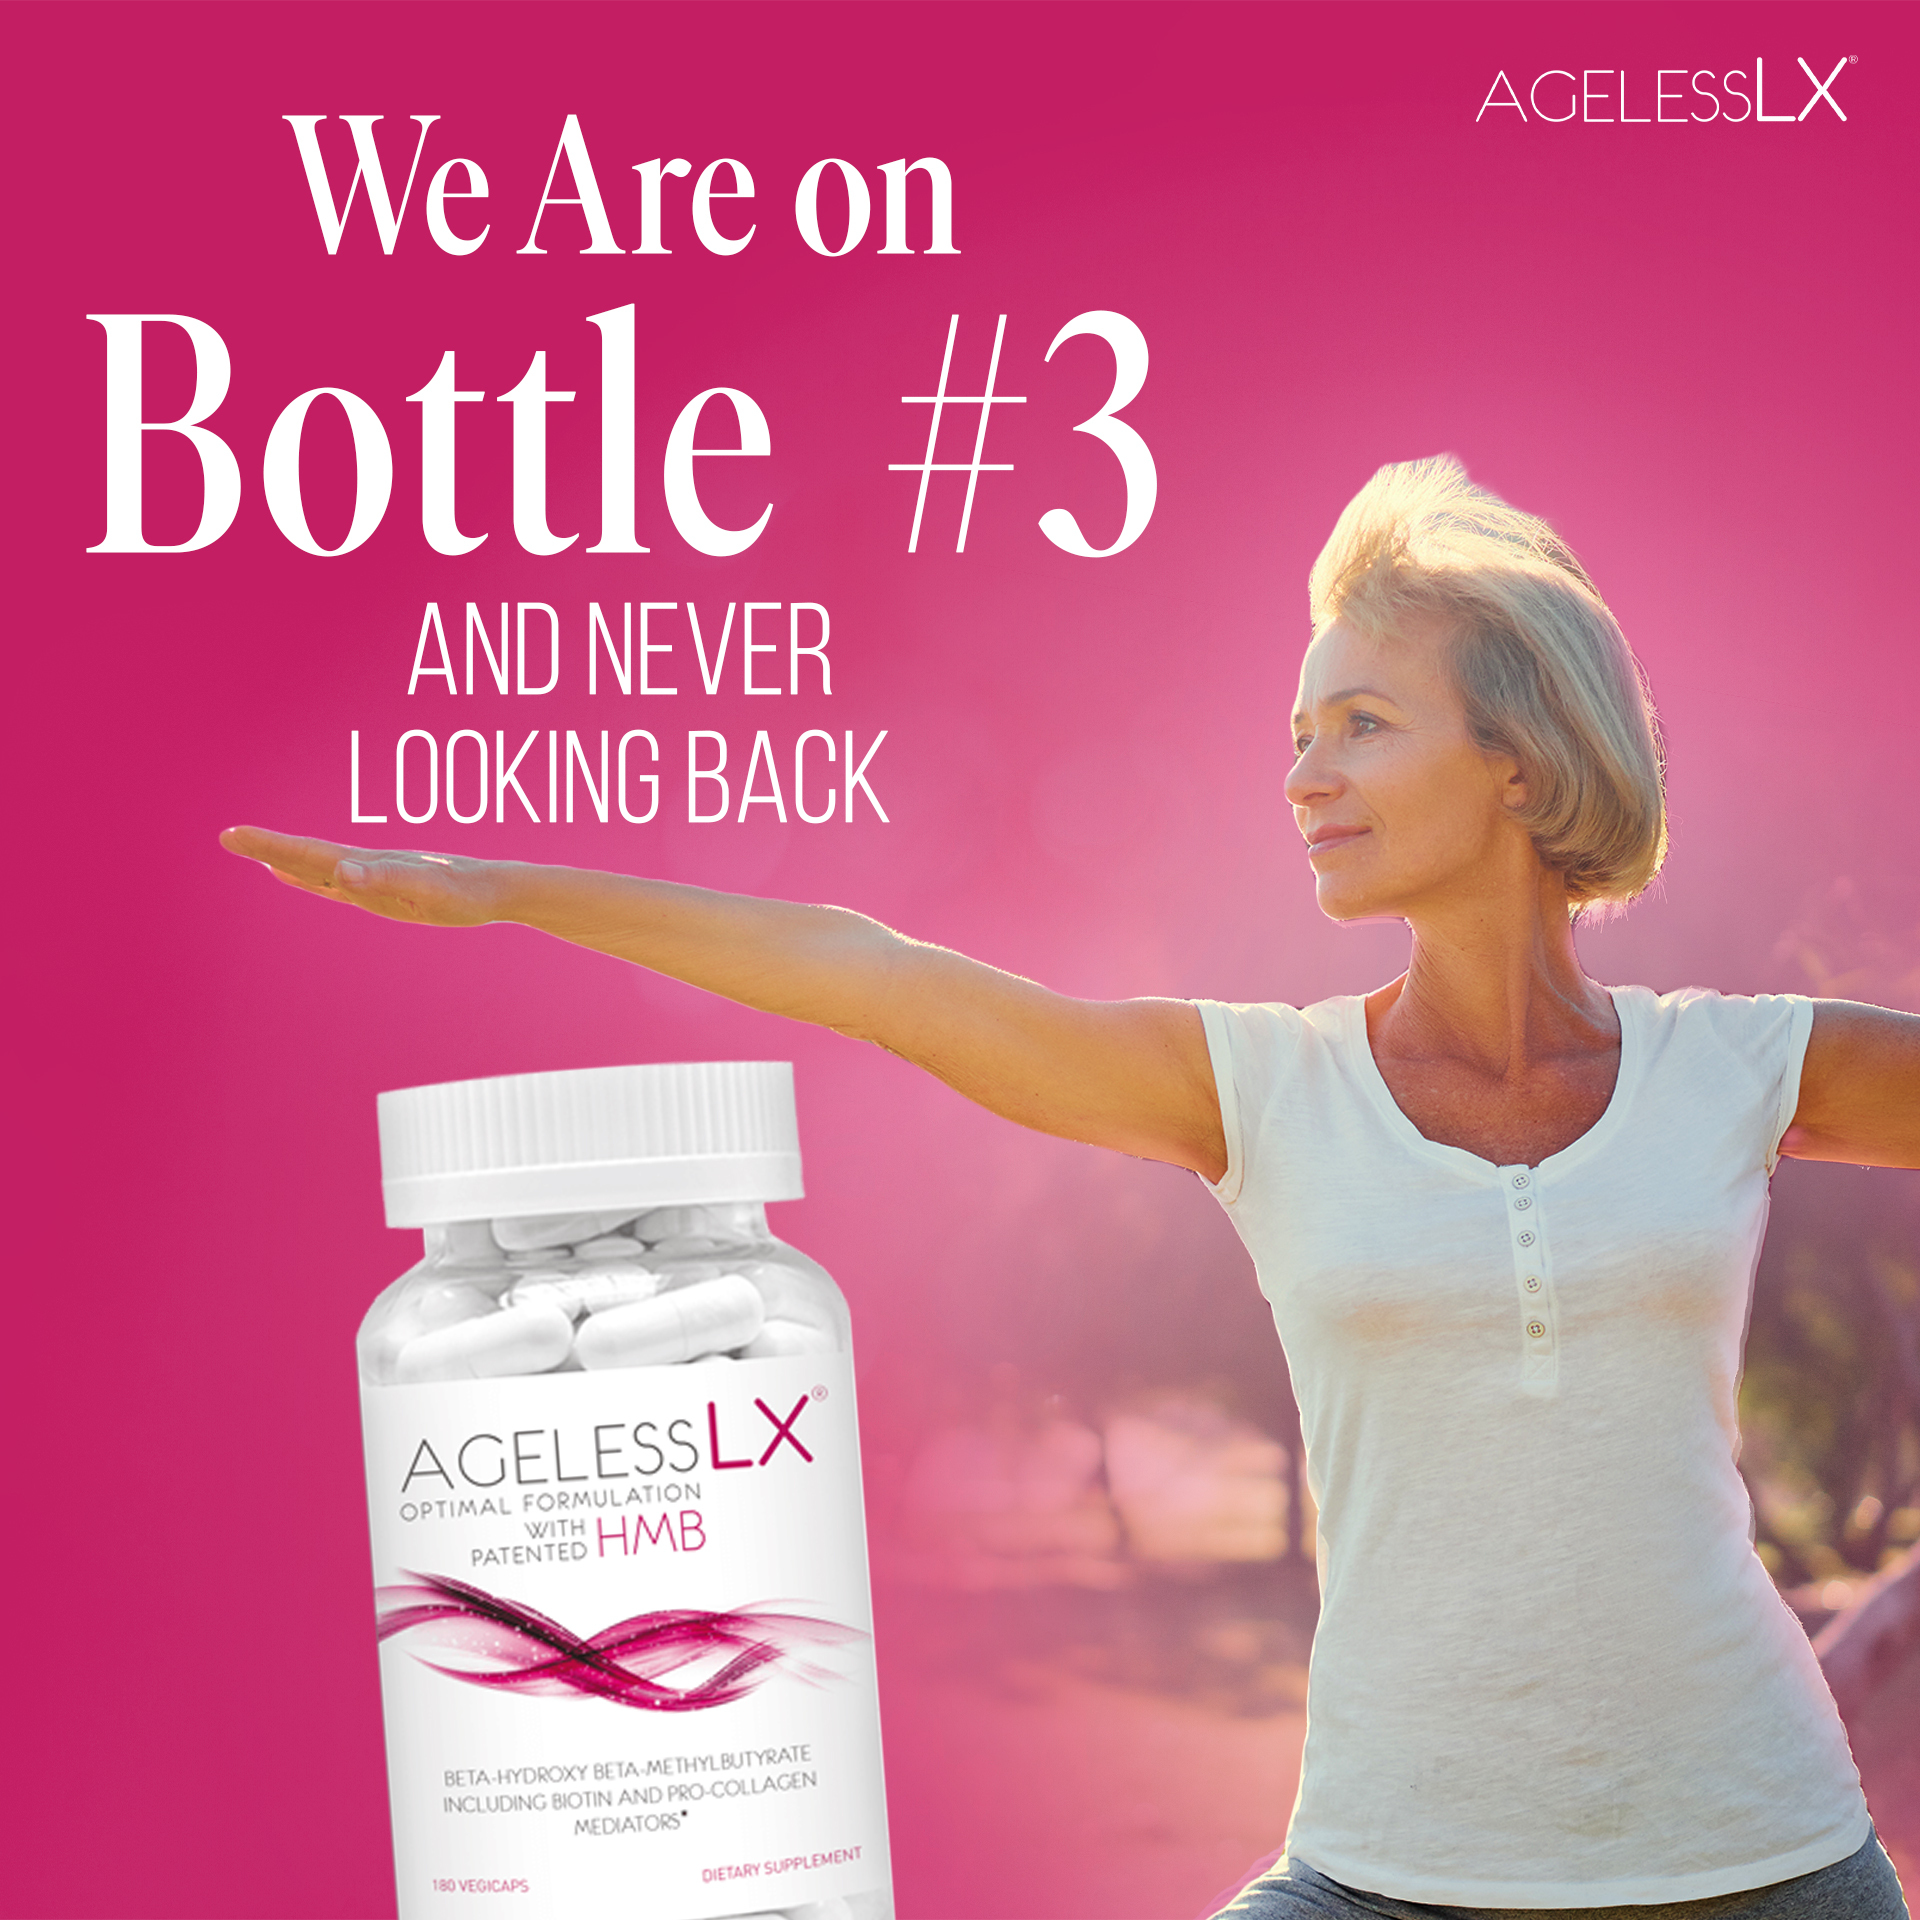 AGELESSLX®
We Are on
Bottle #3
AND NEVER
LOOKING BACK
AGELESSLX®
OPTIMAL FORMULATION
WITH
PATENTED HMB
BETA-HYDROXY BETA-METHYLBUTYRATE
INCLUDING BIOTIN AND PRO-COLLAGEN
MEDIATORS*
180 VEGICAPS
DIETARY SUPPLEMENT